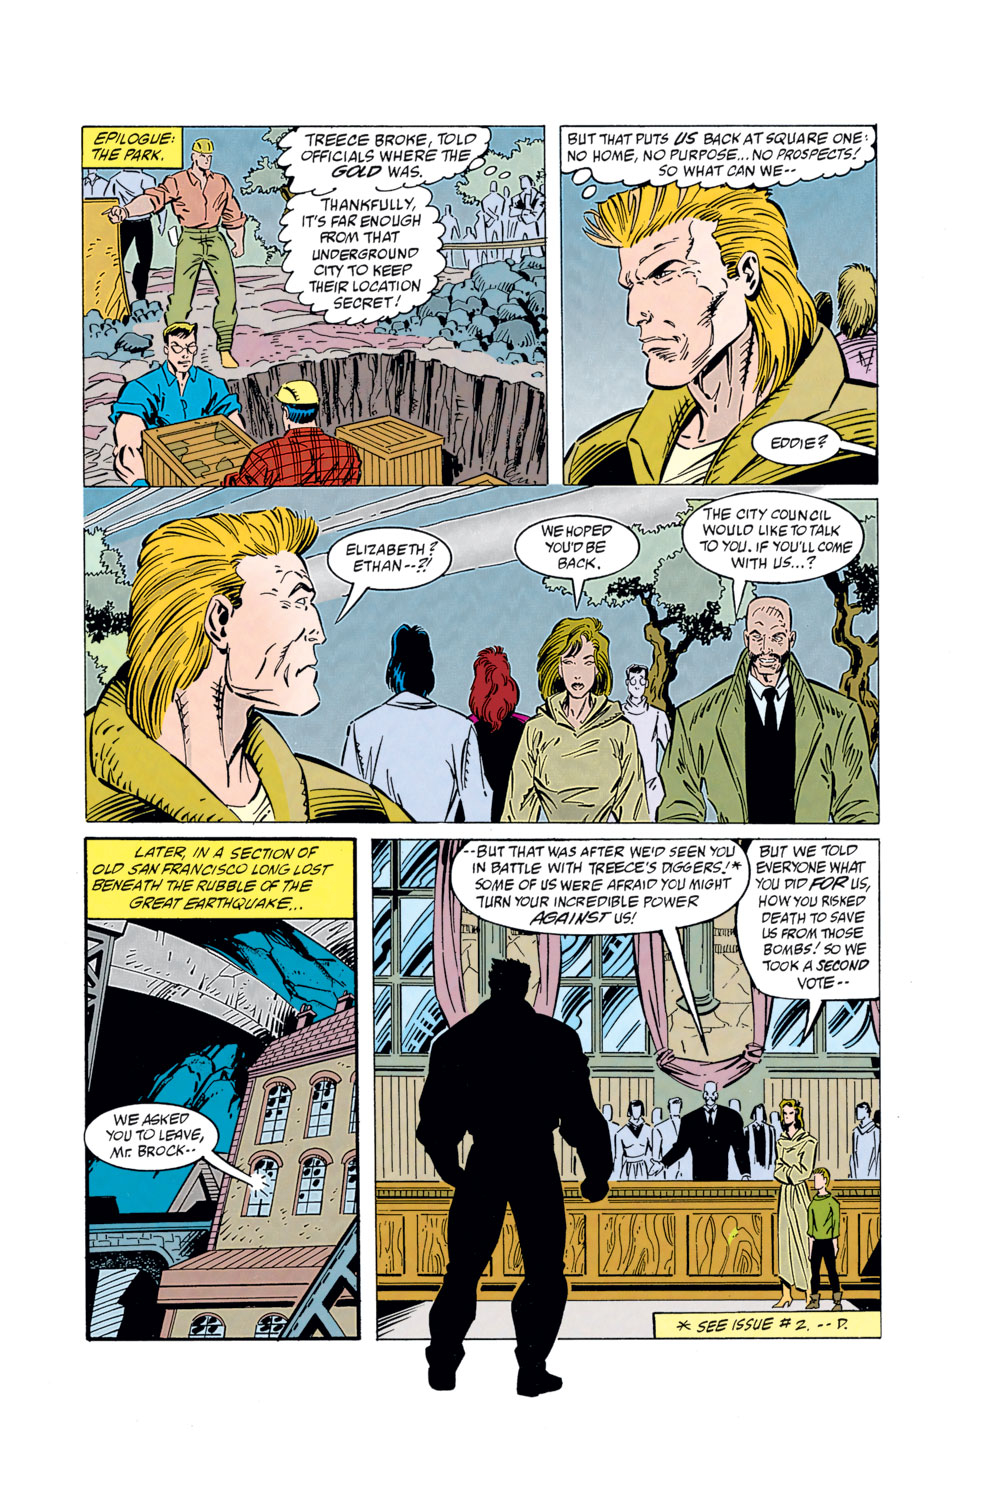 EPILOGUE:
THE PARK.
TREECE BROKE, TOLD
OFFICIALS WHERE THE
GOLD WAS.
THANKFULLY,
IT'S FAR ENOUGH
FROM THAT
UNDERGROUND
CITY TO KEEP
THEIR LOCATION
SECRET!
BUT THAT PUTS US BACK AT SQUARE ONE:
NO HOME, NO PURPOSE... NO PROSPECTS!
SO WHAT CAN WE--
EDDIE?
ELIZABETH?
ETHAN--?!
WE HOPED
YOU'D BE
BACK.
THE CITY COUNCIL
WOULD LIKE TO TALK
TO YOU. IF YOU'LL COME
WITH US...?
LATER, IN A SECTION OF
OLD SAN FRANCISCO LONG LOST
BENEATH THE RUBBLE OF THE
GREAT EARTHQUAKE...
WE ASKED
YOU TO LEAVE,
Mr. BROCK--
--BUT THAT WAS AFTER WE'D SEEN YOU
IN BATTLE WITH TREECE'S DIGGERS!*
SOME OF US WERE AFRAID YOU MIGHT
TURN YOUR INCREDIBLE POWER
AGAINST US!
BUT WE TOLD
EVERYONE WHAT
YOU DID FOR US,
HOW YOU RISKED
DEATH TO SAVE
US FROM THOSE
BOMBS! SO WE
TOOK A SECOND
VOTE--
* SEE ISSUE #2. -- D.